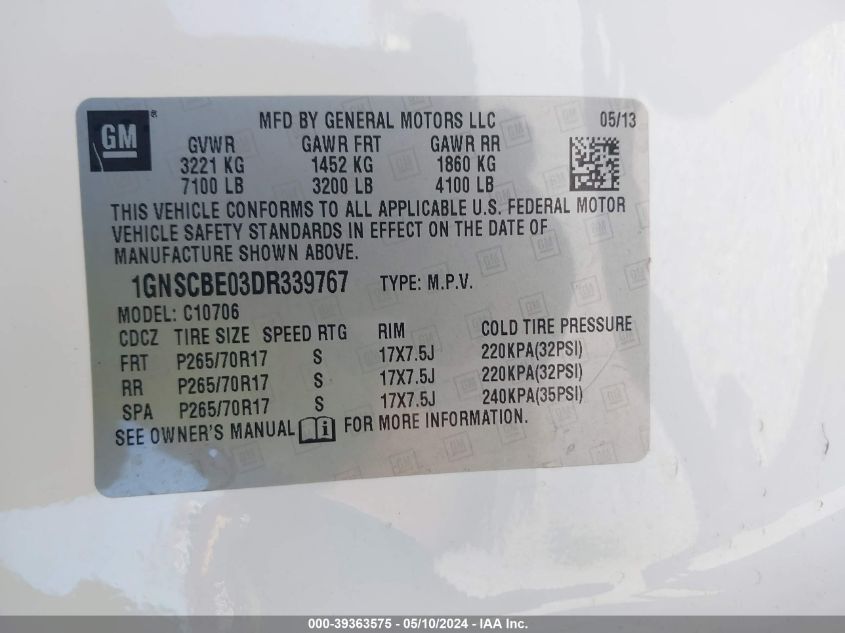 GM
®
MFD BY GENERAL MOTORS LLC 05/13
GVWR GAWR FRT GAWR RR
3221 KG 1452 KG 1860 KG
7100 LB 3200 LB 4100 LB
THIS VEHICLE CONFORMS TO ALL APPLICABLE U.S. FEDERAL MOTOR
VEHICLE SAFETY STANDARDS IN EFFECT ON THE DATE OF
MANUFACTURE SHOWN ABOVE.
1GNSCBE03DR339767 TYPE: M.P.V.
MODEL: C10706
CDCZ TIRE SIZE SPEED RTG RIM COLD TIRE PRESSURE
FRT P265/70R17 S 17X7.5J 220KPA(32PSI)
RR P265/70R17 S 17X7.5J 220KPA(32PSI)
SPA P265/70R17 S 17X7.5J 240KPA(35PSI)
SEE OWNER'S MANUAL FOR MORE INFORMATION.
000-39363575 - 05/10/2024 - IAA Inc.